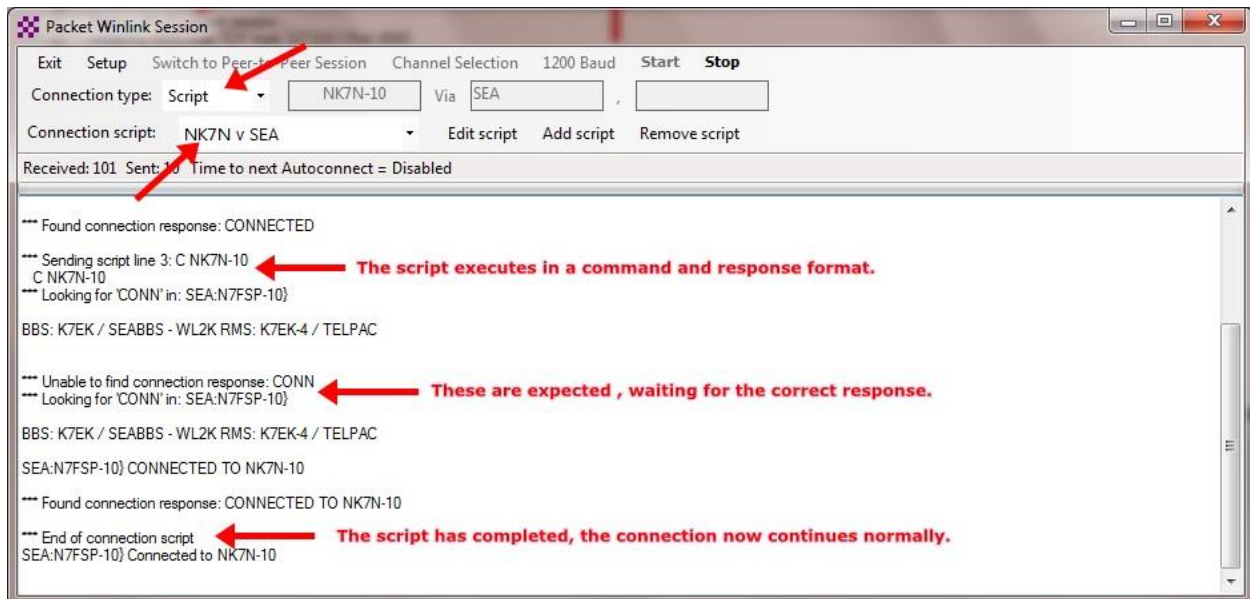 Packet Winlink Session
Exit Setup Switch to Peer-to-Peer Session Channel Selection 1200 Baud Start Stop
Connection type: Script NK7N-10 Via SEA ,
Connection script: NK7N v SEA Edit script Add script Remove script
Received: 101 Sent: Time to next Autoconnect = Disabled
*** Found connection response: CONNECTED
*** Sending script line 3: C NK7N-10
The script executes in a command and response format.
C NK7N-10
*** Looking for 'CONN' in: SEA:N7FSP-10}
BBS: K7EK / SEABBS - WL2K RMS: K7EK-4 / TELPAC
*** Unable to find connection response: CONN
These are expected , waiting for the correct response.
*** Looking for 'CONN' in: SEA:N7FSP-10}
BBS: K7EK / SEABBS - WL2K RMS: K7EK-4 / TELPAC
SEA:N7FSP-10} CONNECTED TO NK7N-10
*** Found connection response: CONNECTED TO NK7N-10
*** End of connection script
The script has completed, the connection now continues normally.
SEA:N7FSP-10} Connected to NK7N-10